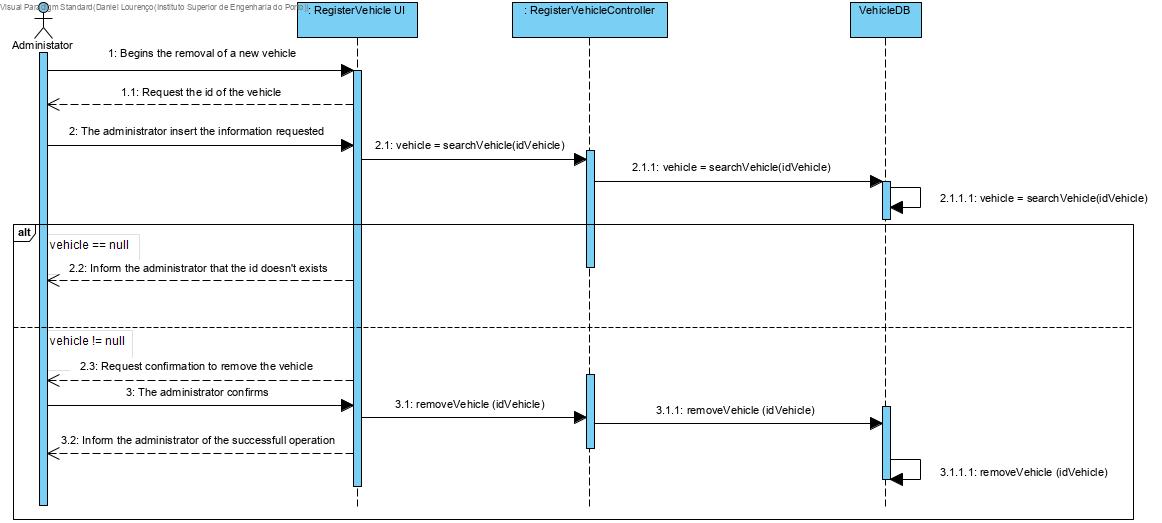 Visual Paradigm Standard(Daniel Lourenço(Instituto Superior de Engenharia do Porto))
: RegisterVehicle UI
: RegisterVehicleController
VehicleDB
Administator
1: Begins the removal of a new vehicle
1.1: Request the id of the vehicle
2: The administrator insert the information requested
2.1: vehicle = searchVehicle(idVehicle)
2.1.1: vehicle = searchVehicle(idVehicle)
2.1.1.1: vehicle = searchVehicle(idVehicle)
alt
vehicle == null
2.2: Inform the administrator that the id doesn't exists
vehicle != null
2.3: Request confirmation to remove the vehicle
3: The administrator confirms
3.1: removeVehicle (idVehicle)
3.1.1: removeVehicle (idVehicle)
3.2: Inform the administrator of the successfull operation
3.1.1.1: removeVehicle (idVehicle)